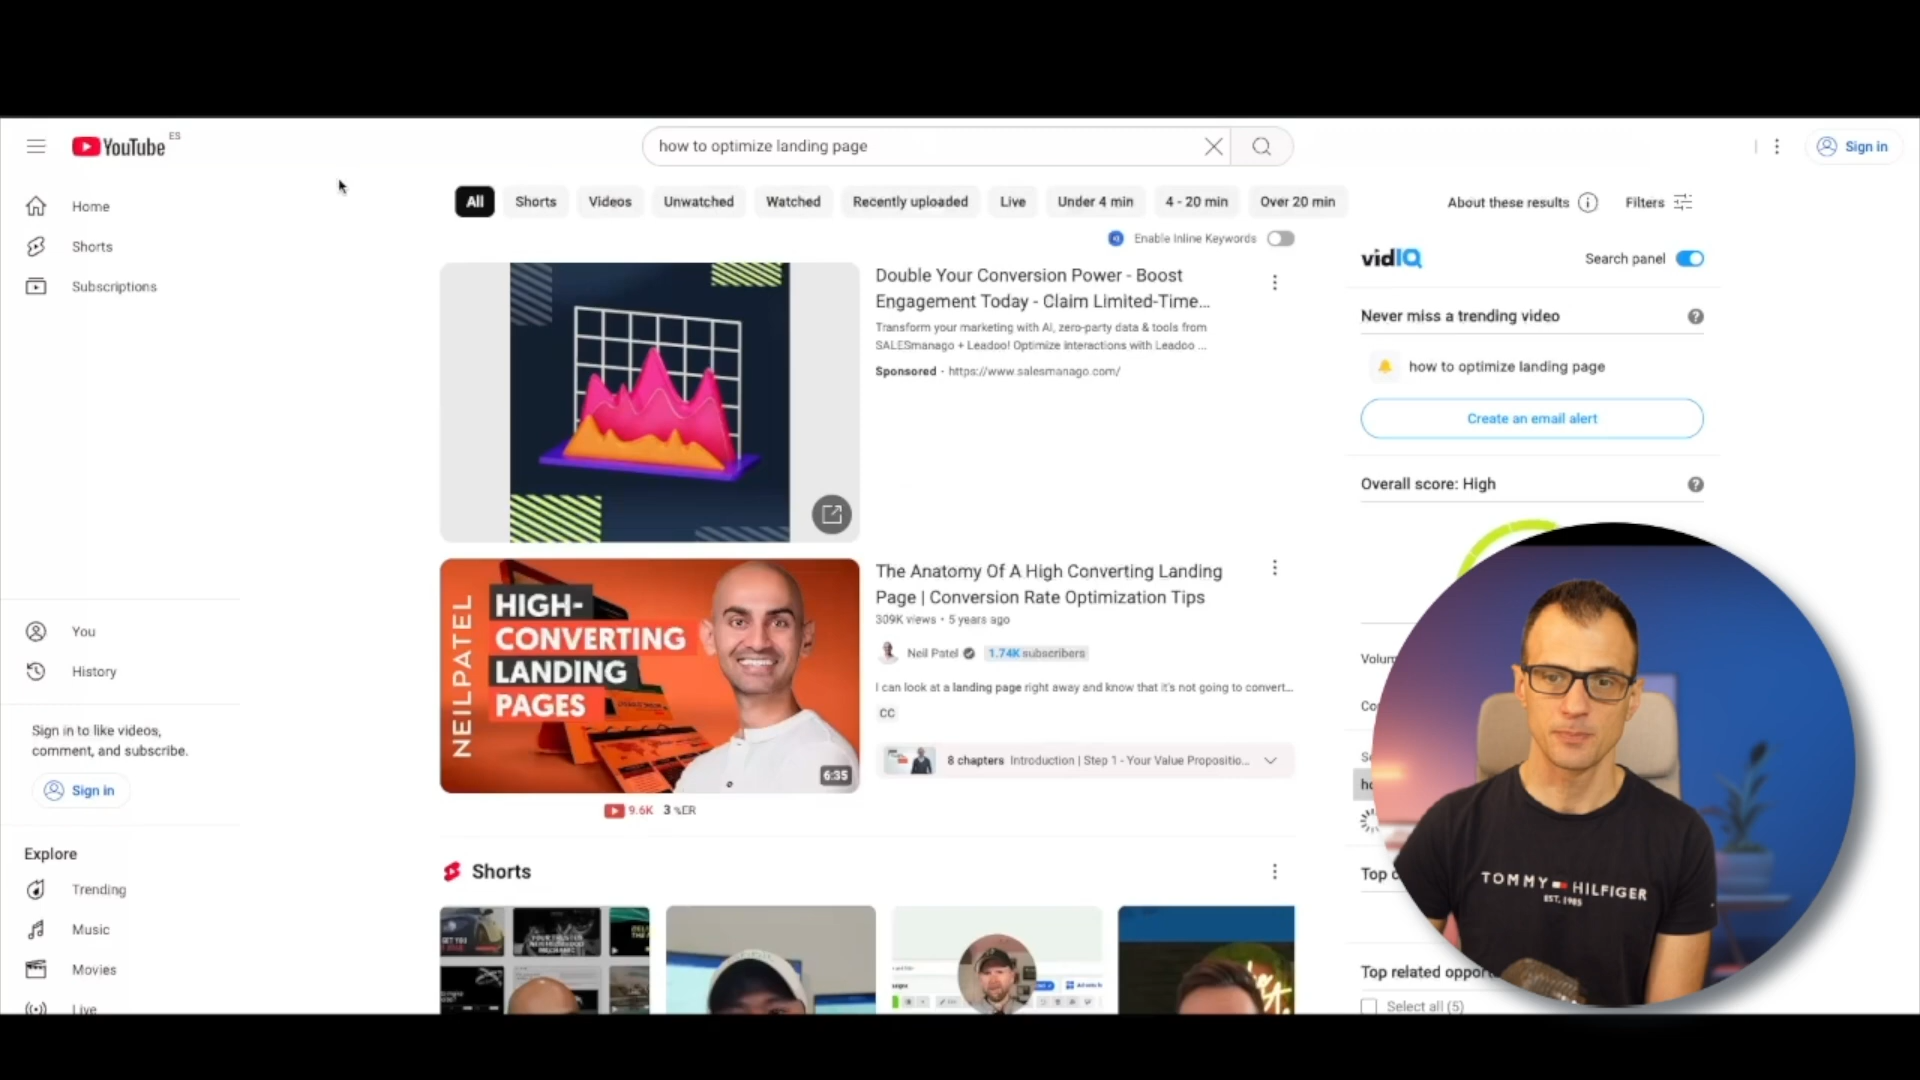 YouTube ES
how to optimize landing page
Sign in
Home
Shorts
Subscriptions
You
History
Sign in to like videos,
comment, and subscribe.
Sign in
Explore
Trending
Music
Movies
Live
All
Shorts
Videos
Unwatched
Watched
Recently uploaded
Live
Under 4 min
4 - 20 min
Over 20 min
About these results
Filters
Enable Inline Keywords
Double Your Conversion Power - Boost
Engagement Today - Claim Limited-Time...
Transform your marketing with AI, zero-party data & tools from
SALESmanago + Leadoo! Optimize Interactions with Leadoo ...
Sponsored · https://www.salesmanago.com/
NEILPATEL
HIGH-
CONVERTING
LANDING
PAGES
6:35
9.6K 3 %ER
The Anatomy Of A High Converting Landing
Page | Conversion Rate Optimization Tips
309K views • 5 years ago
Neil Patel 1.74K subscribers
I can look at a landing page right away and know that it's not going to convert...
CC
8 chapters Introduction | Step 1 - Your Value Propositio...
Shorts
vidIQ
Search panel
Never miss a trending video
how to optimize landing page
Create an email alert
Overall score: High
Top related
Select all (5)
TOMMY HILFIGER
EST. 1985